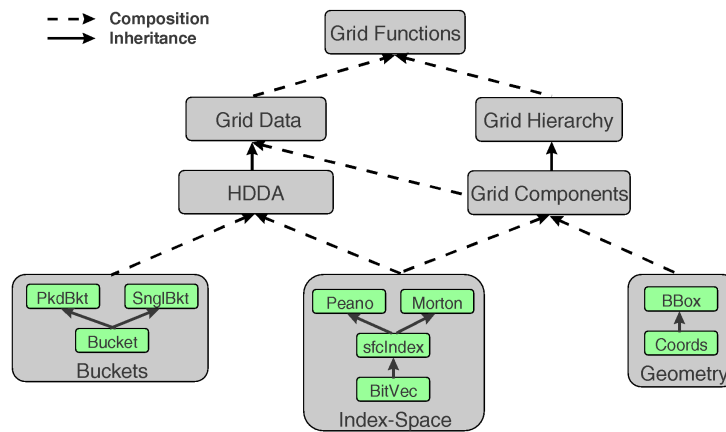 Composition
Inheritance
Grid Functions
Grid Data
Grid Hierarchy
HDDA
Grid Components
PkdBkt
SnglBkt
Bucket
Buckets
Peano
Morton
sfcIndex
BitVec
Index-Space
BBox
Coords
Geometry